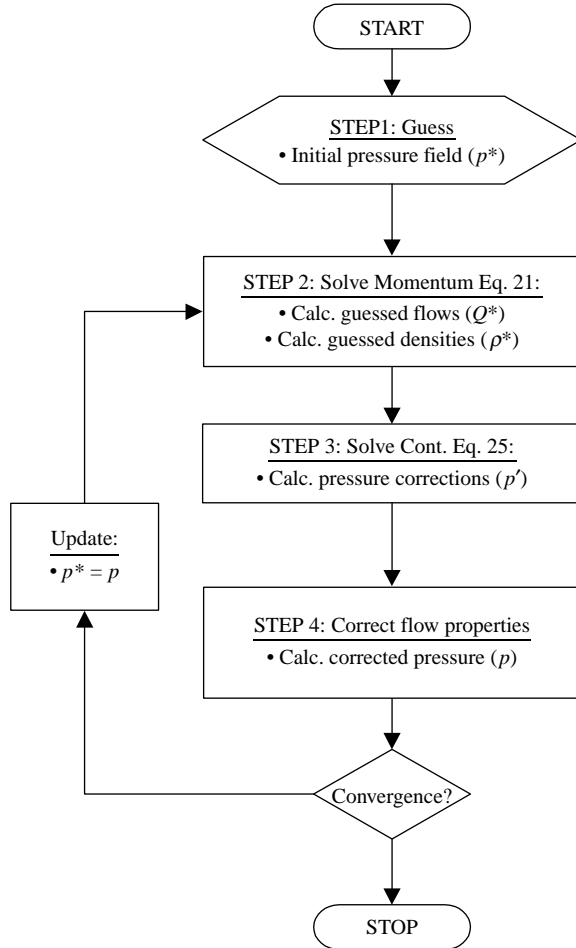 START
STEP1: Guess
• Initial pressure field (p*)
STEP 2: Solve Momentum Eq. 21:
• Calc. guessed flows (Q*)
• Calc. guessed densities (ρ*)
STEP 3: Solve Cont. Eq. 25:
• Calc. pressure corrections (p′)
Update:
• p* = p
STEP 4: Correct flow properties
• Calc. corrected pressure (p)
Convergence?
STOP